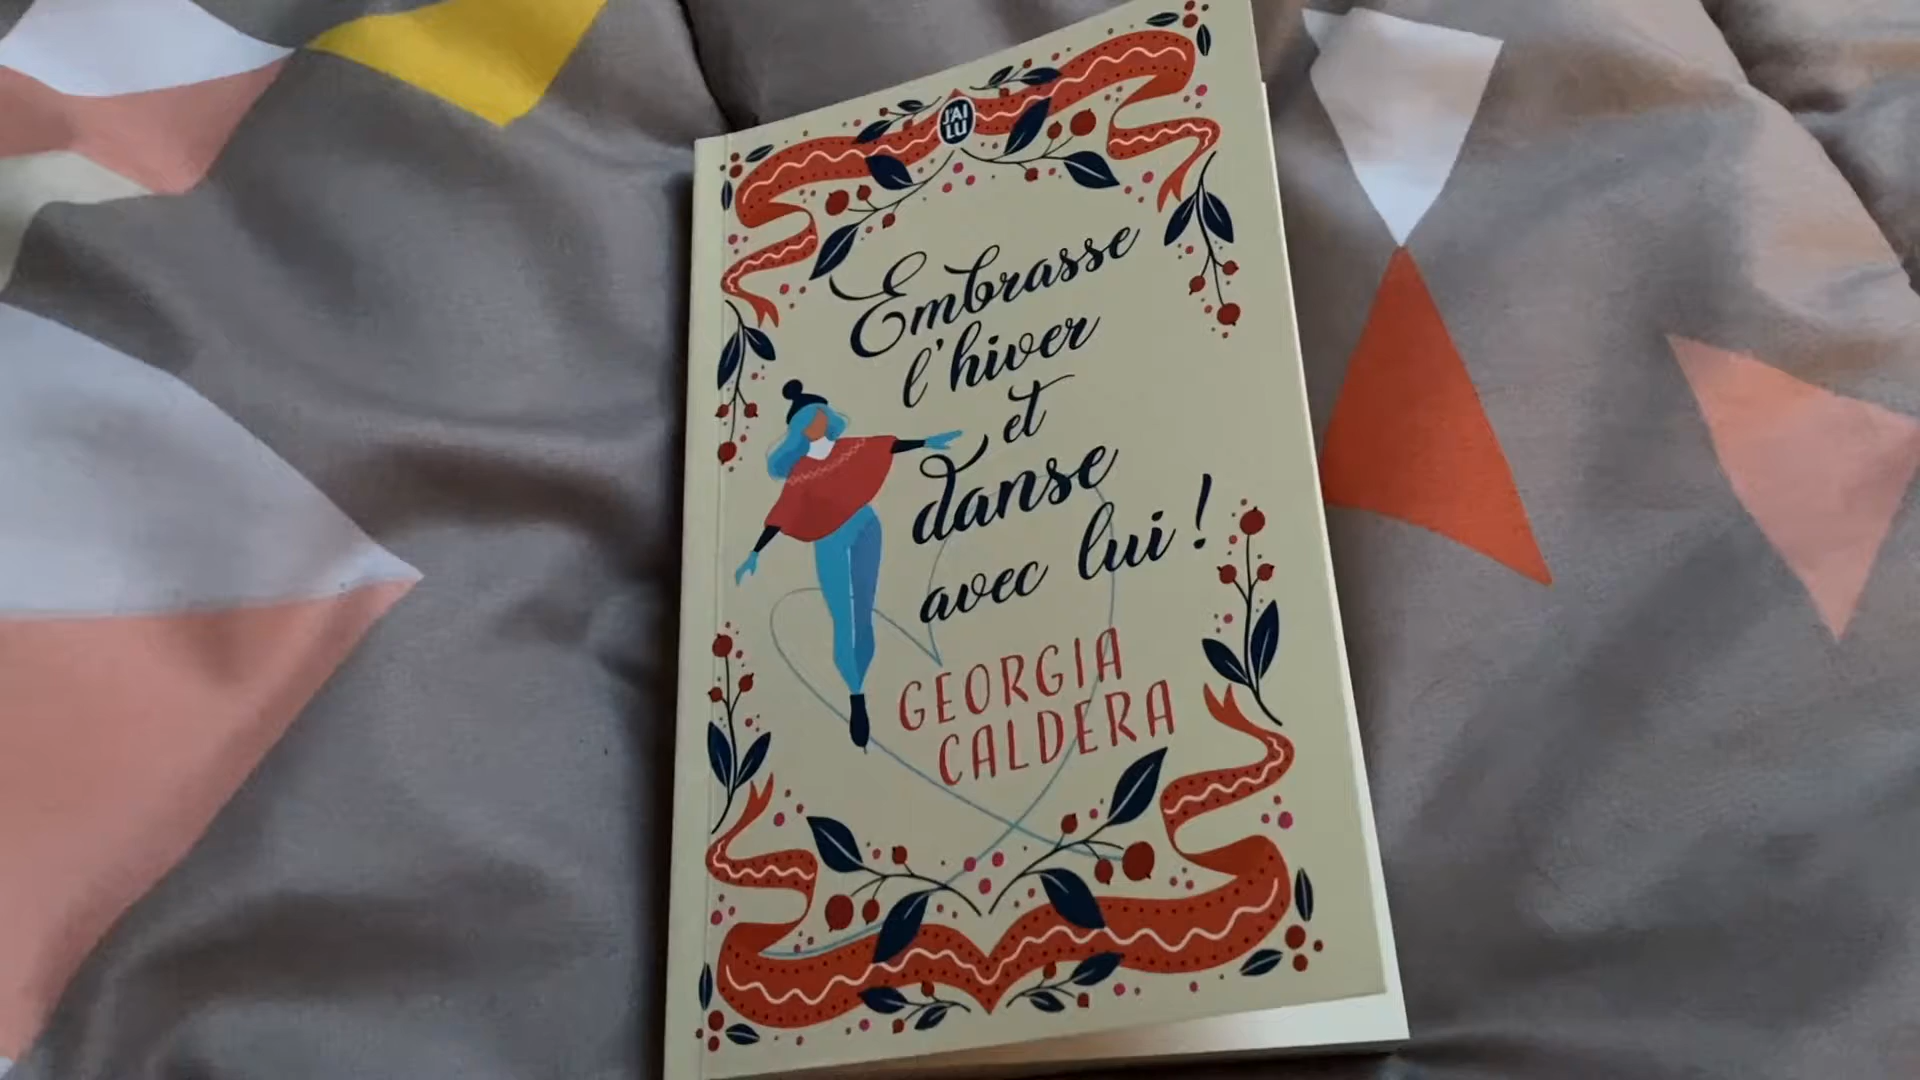 J'AI
LU
Embrasse
l'hiver
et
danse
avec lui !
GEORGIA
CALDERA